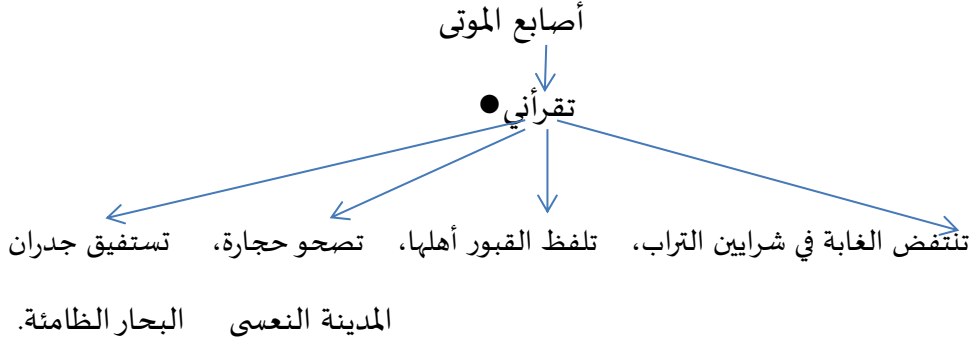 أصابع الموتى
تقرأني●
تنتفض الغابة في شرايين التراب، تلفظ القبور أهلها، تصحو حجارة، تستفيق جدران
المدينة النعسى البحار الظامئة.